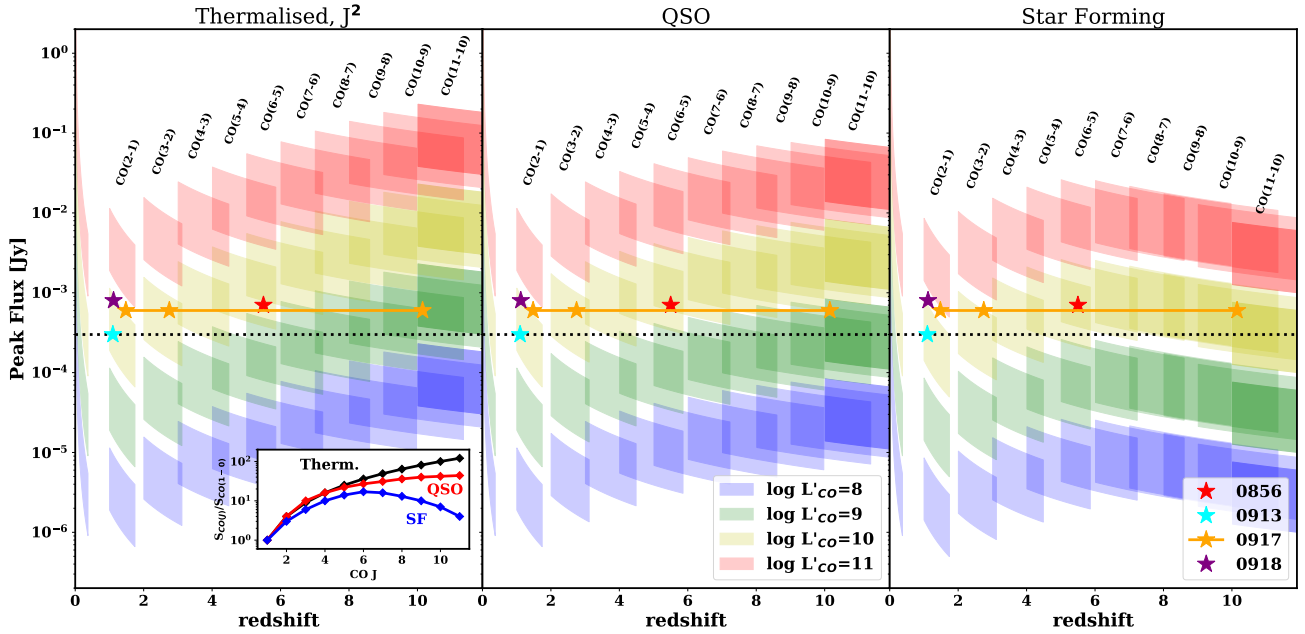 Thermalised, J²
QSO
Star Forming
Peak Flux [Jy]
10⁰
10⁻¹
10⁻²
10⁻³
10⁻⁴
10⁻⁵
10⁻⁶
CO(2-1)
CO(3-2)
CO(4-3)
CO(5-4)
CO(6-5)
CO(7-6)
CO(8-7)
CO(9-8)
CO(10-9)
CO(11-10)
CO(2-1)
CO(3-2)
CO(4-3)
CO(5-4)
CO(6-5)
CO(7-6)
CO(8-7)
CO(9-8)
CO(10-9)
CO(11-10)
CO(2-1)
CO(3-2)
CO(4-3)
CO(5-4)
CO(6-5)
CO(7-6)
CO(8-7)
CO(9-8)
CO(10-9)
CO(11-10)
S_CO(J)/S_CO(1−0)
10²
10¹
10⁰
Therm.
QSO
SF
2 4 6 8 10
CO J
log L'_CO=8
log L'_CO=9
log L'_CO=10
log L'_CO=11
0856
0913
0917
0918
0 2 4 6 8 10
0 2 4 6 8 10
0 2 4 6 8 10
redshift
redshift
redshift